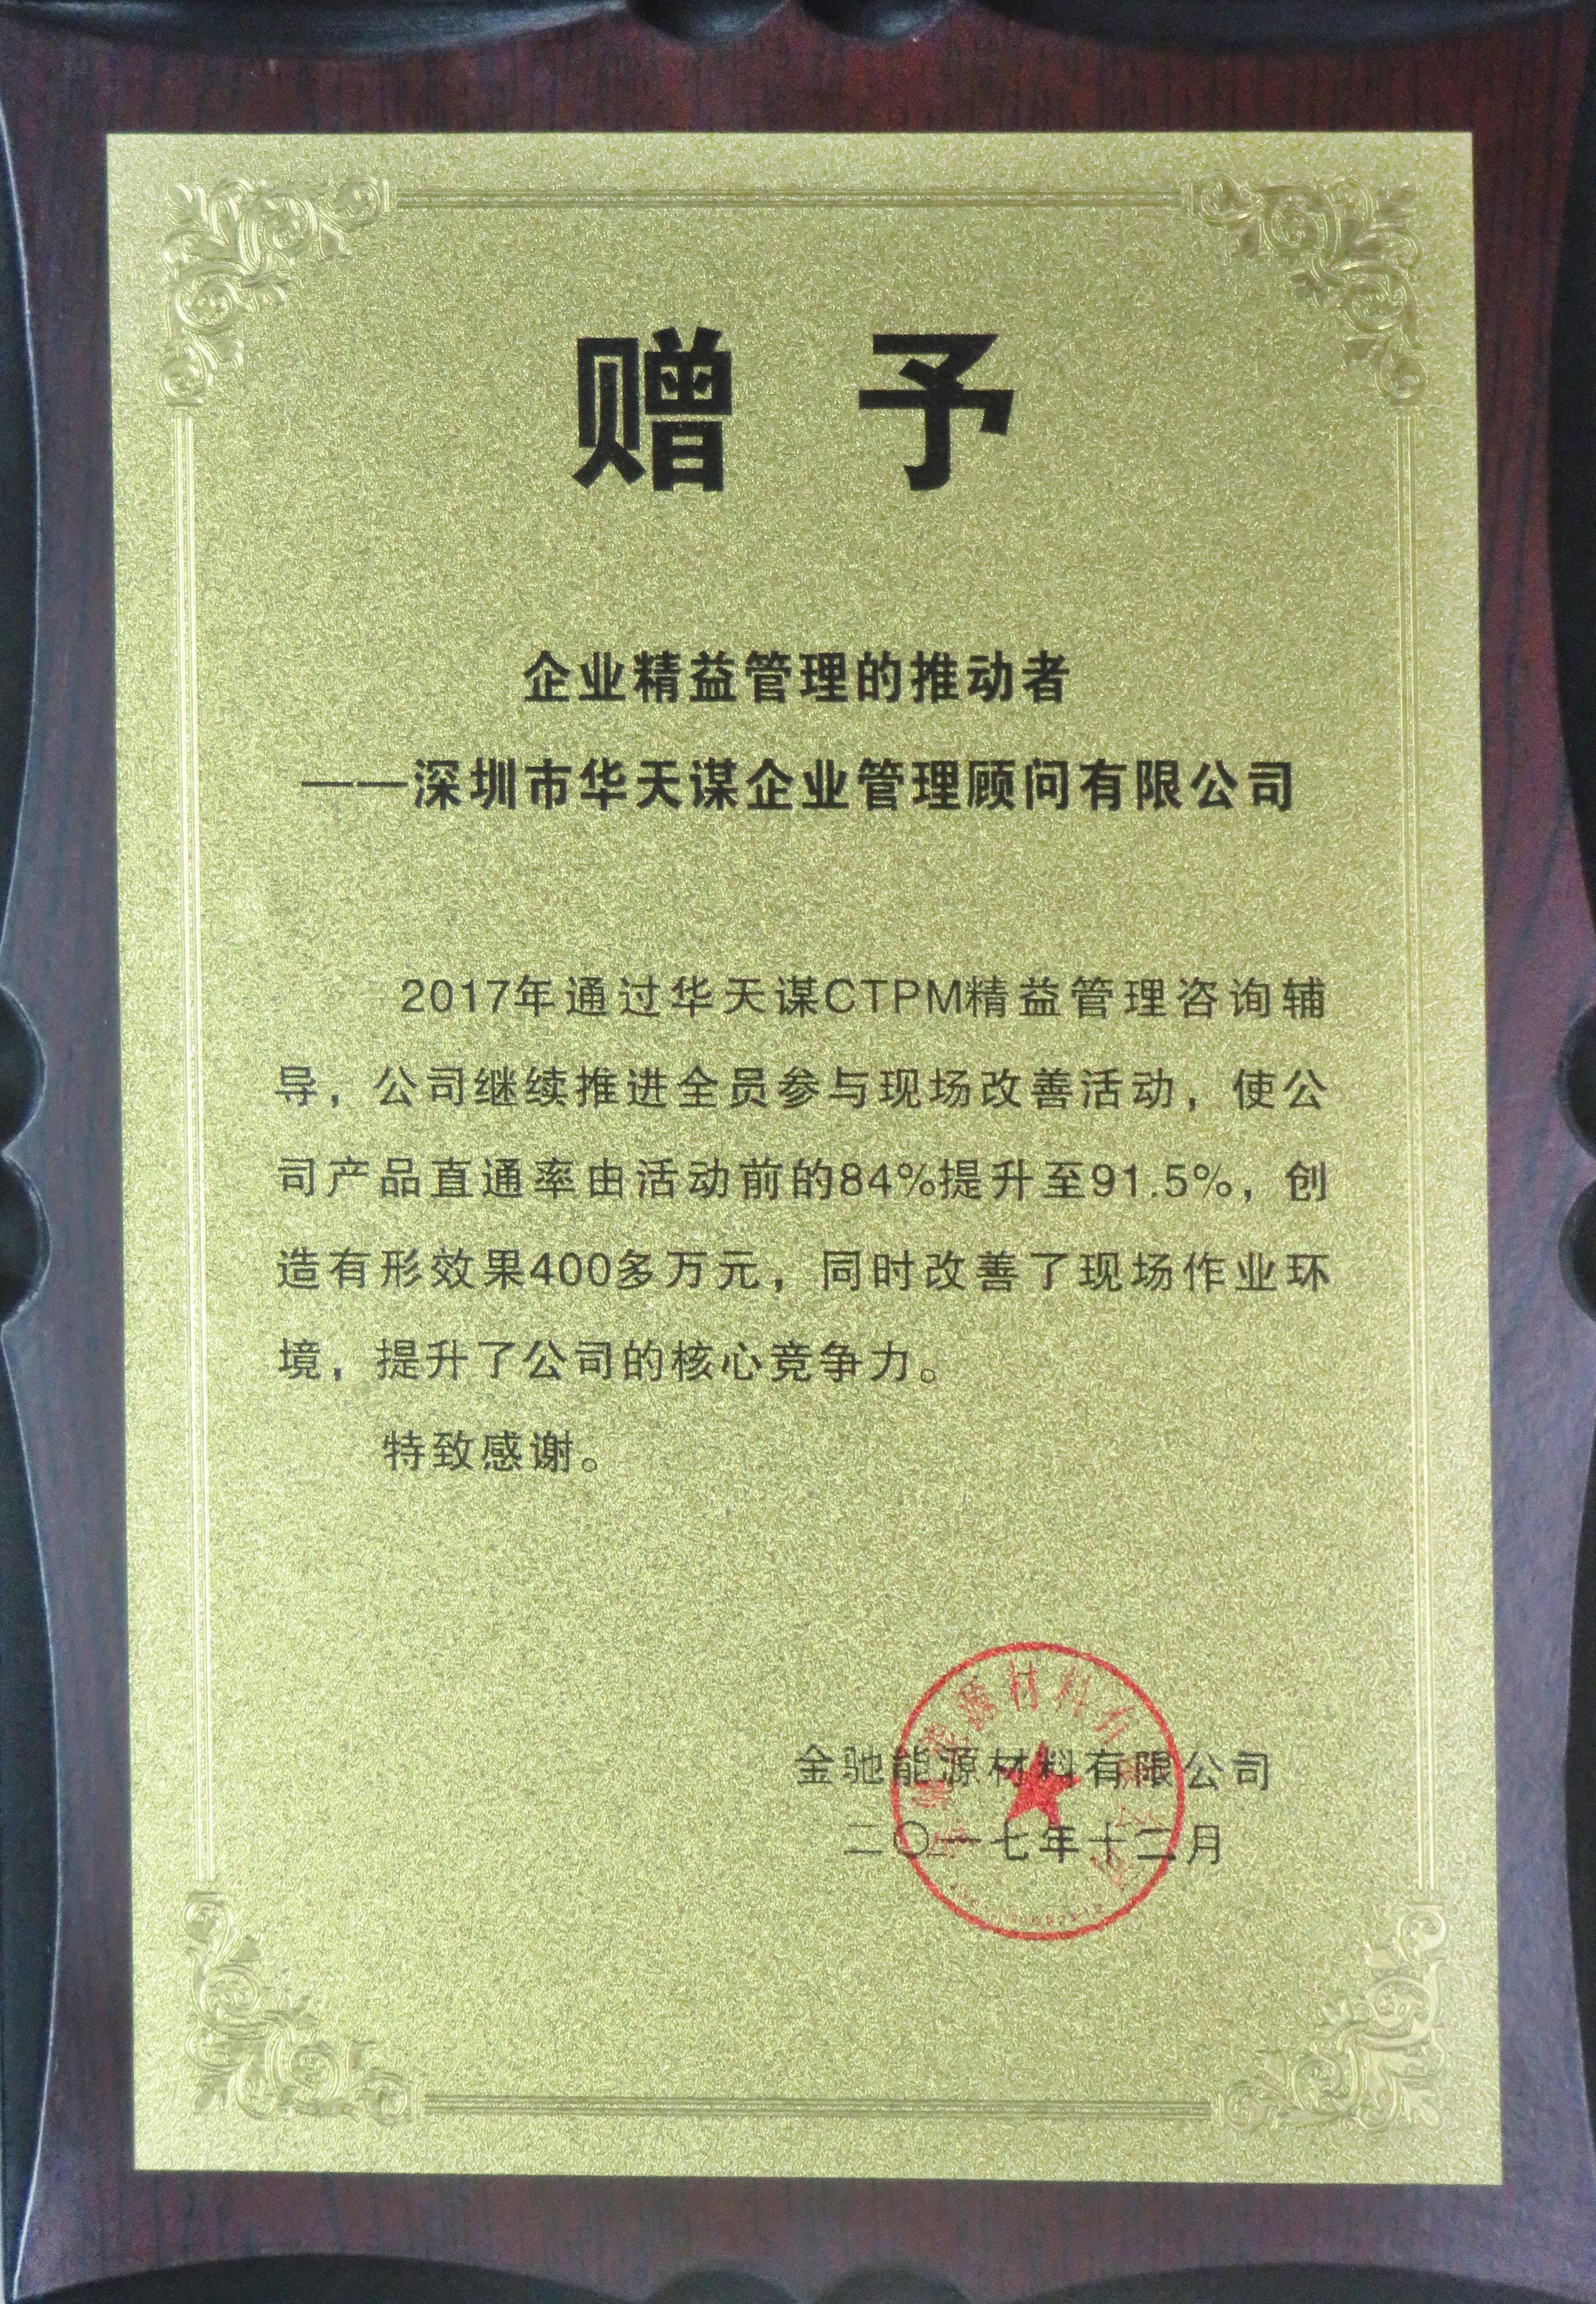 赠 予
企业精益管理的推动者
——深圳市华天谋企业管理顾问有限公司
2017年通过华天谋CTPM精益管理咨询辅
导，公司继续推进全员参与现场改善活动，使公
司产品直通率由活动前的84%提升至91.5%，创
造有形效果400多万元，同时改善了现场作业环
境，提升了公司的核心竞争力。
特致感谢。
金驰能源材料有限公司
二〇一七年十二月